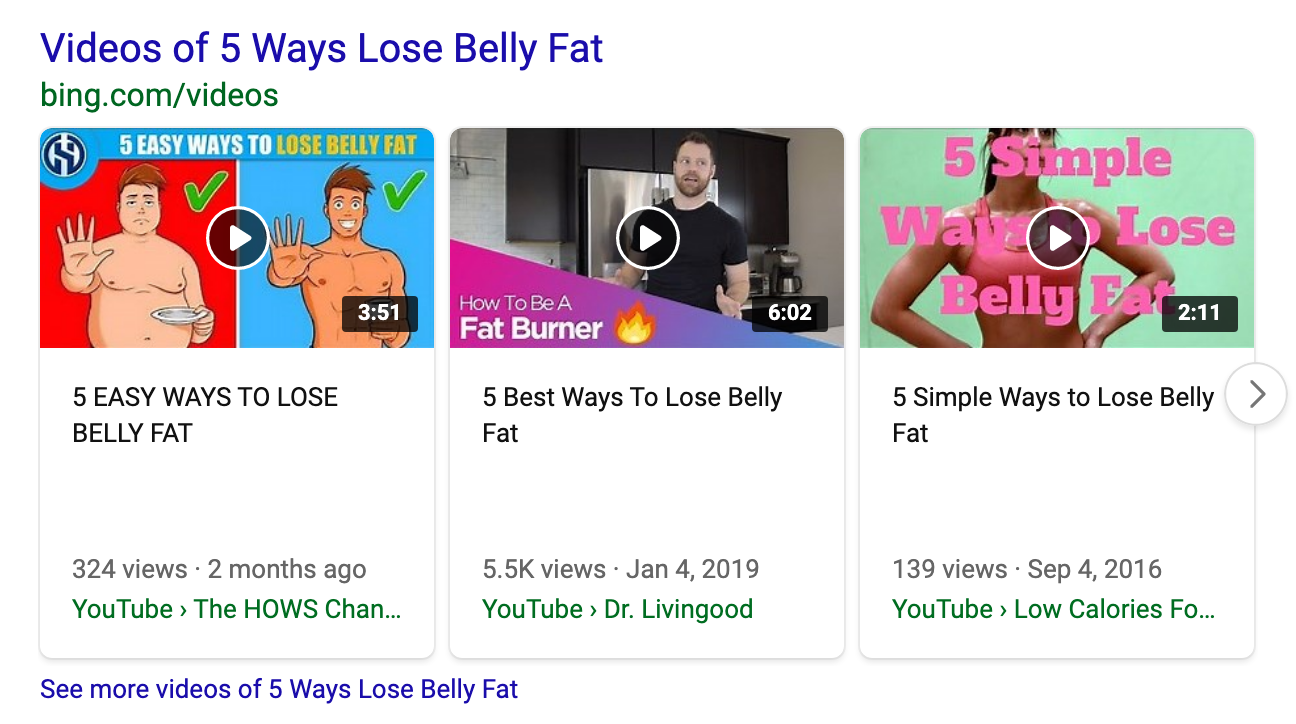 Videos of 5 Ways Lose Belly Fat
bing.com/videos
5 EASY WAYS TO LOSE BELLY FAT
3:51
How To Be A
Fat Burner
6:02
5 Simple
Ways to Lose
Belly Fat
2:11
5 EASY WAYS TO LOSE
BELLY FAT
324 views · 2 months ago
YouTube › The HOWS Chan...
5 Best Ways To Lose Belly
Fat
5.5K views · Jan 4, 2019
YouTube › Dr. Livingood
5 Simple Ways to Lose Belly
Fat
139 views · Sep 4, 2016
YouTube › Low Calories Fo...
See more videos of 5 Ways Lose Belly Fat